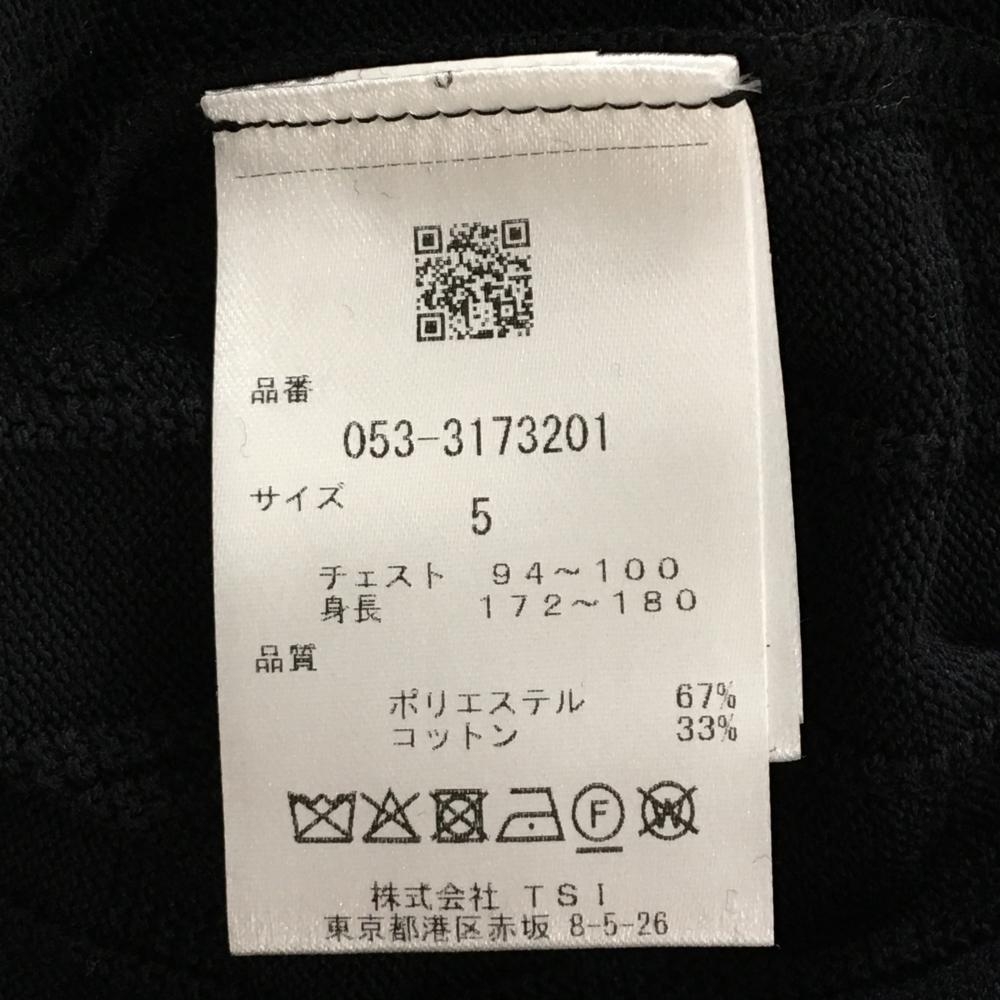 品番
053-3173201
サイズ 5
チェスト 94~100
身長 172~180
品質
ポリエステル 67%
コットン 33%
F
W
株式会社 TSI
東京都港区赤坂 8-5-26